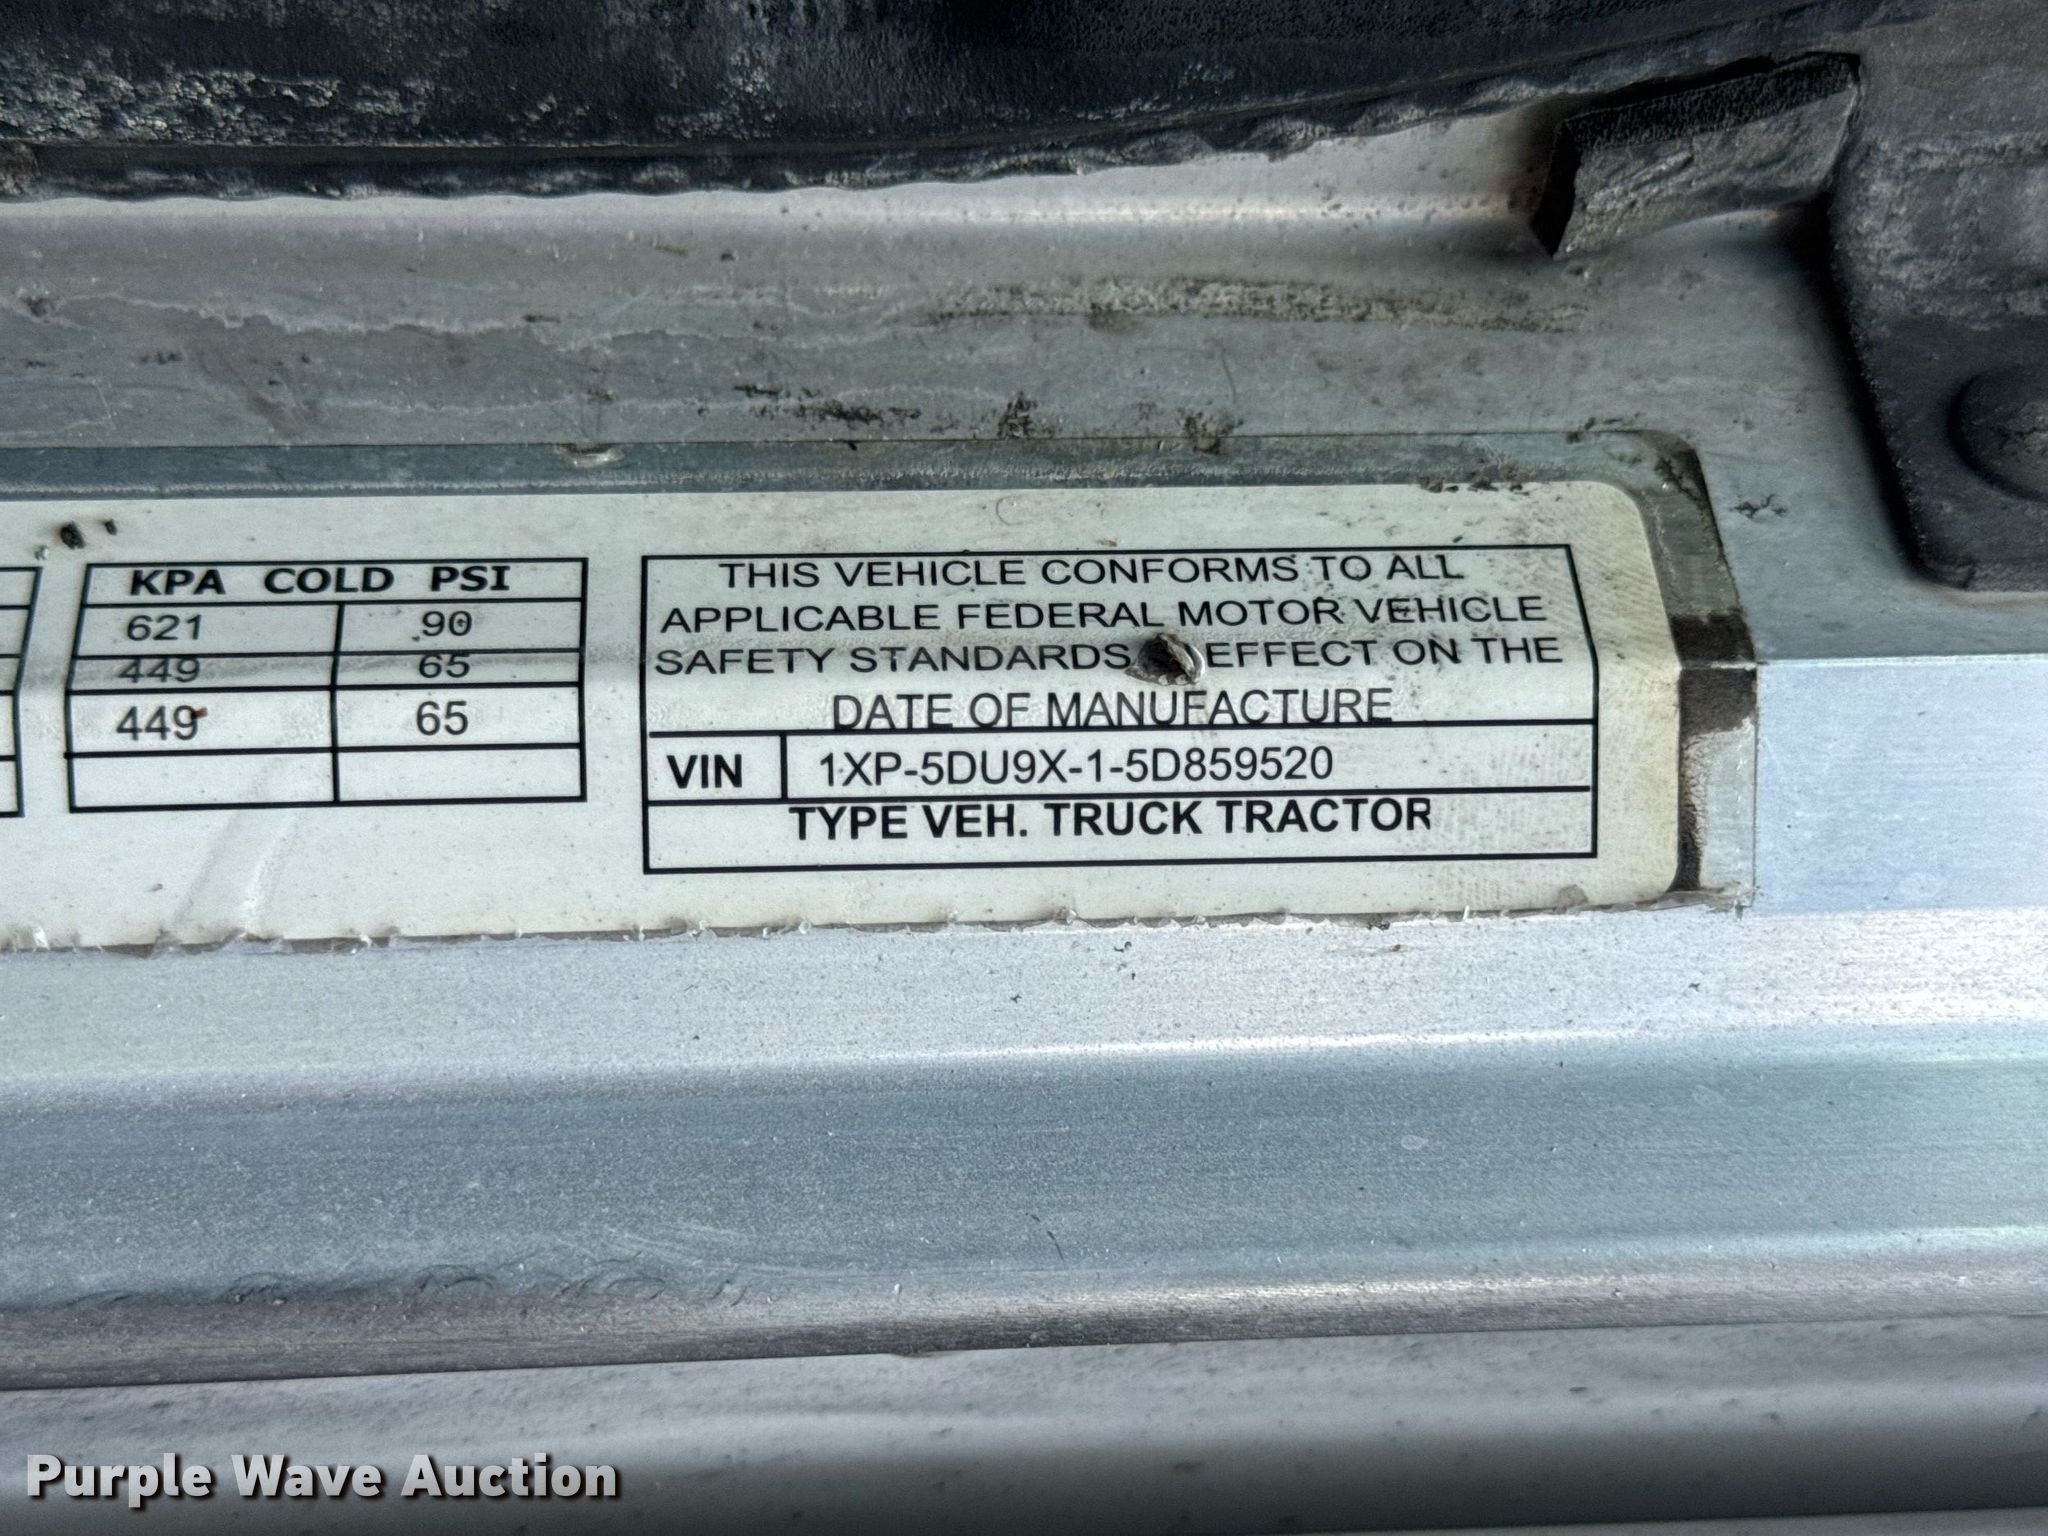 KPA COLD PSI
621 90
449 65
449 65
THIS VEHICLE CONFORMS TO ALL
APPLICABLE FEDERAL MOTOR VEHICLE
SAFETY STANDARDS EFFECT ON THE
DATE OF MANUFACTURE
VIN 1XP-5DU9X-1-5D859520
TYPE VEH. TRUCK TRACTOR
Purple Wave Auction